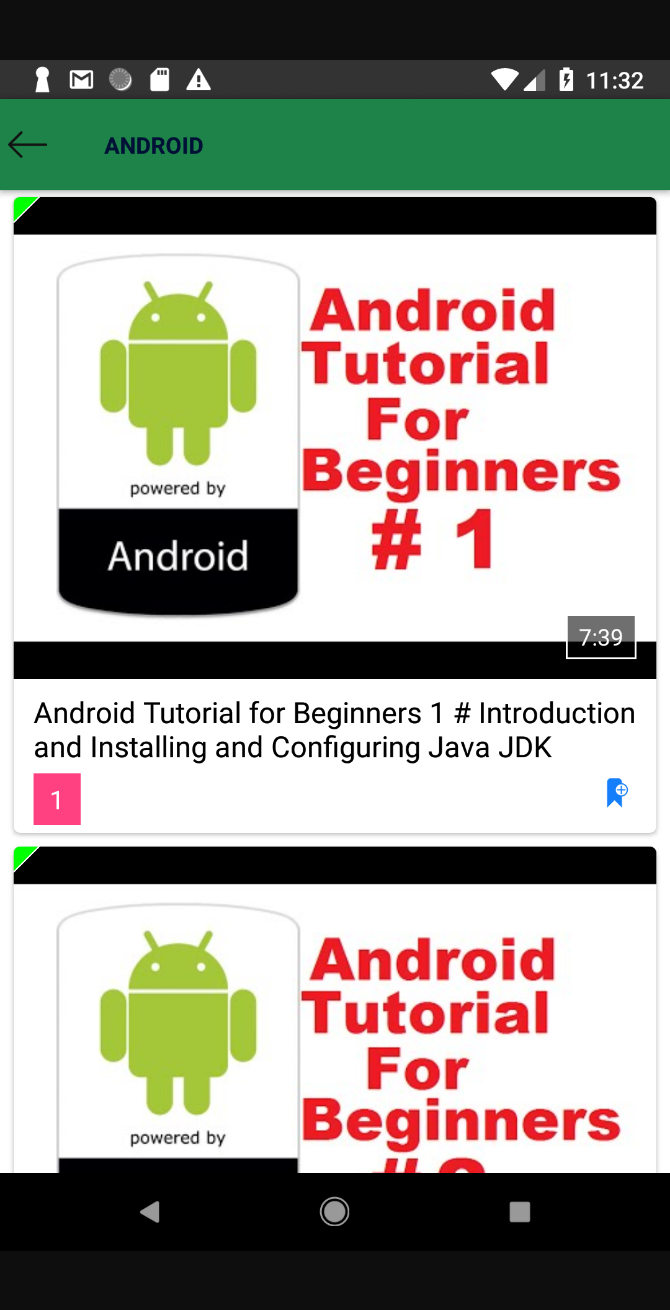 11:32
ANDROID
Android
Tutorial
For
Beginners
# 1
powered by
Android
7:39
Android Tutorial for Beginners 1 # Introduction
and Installing and Configuring Java JDK
1
Android
Tutorial
For
Beginners
powered by